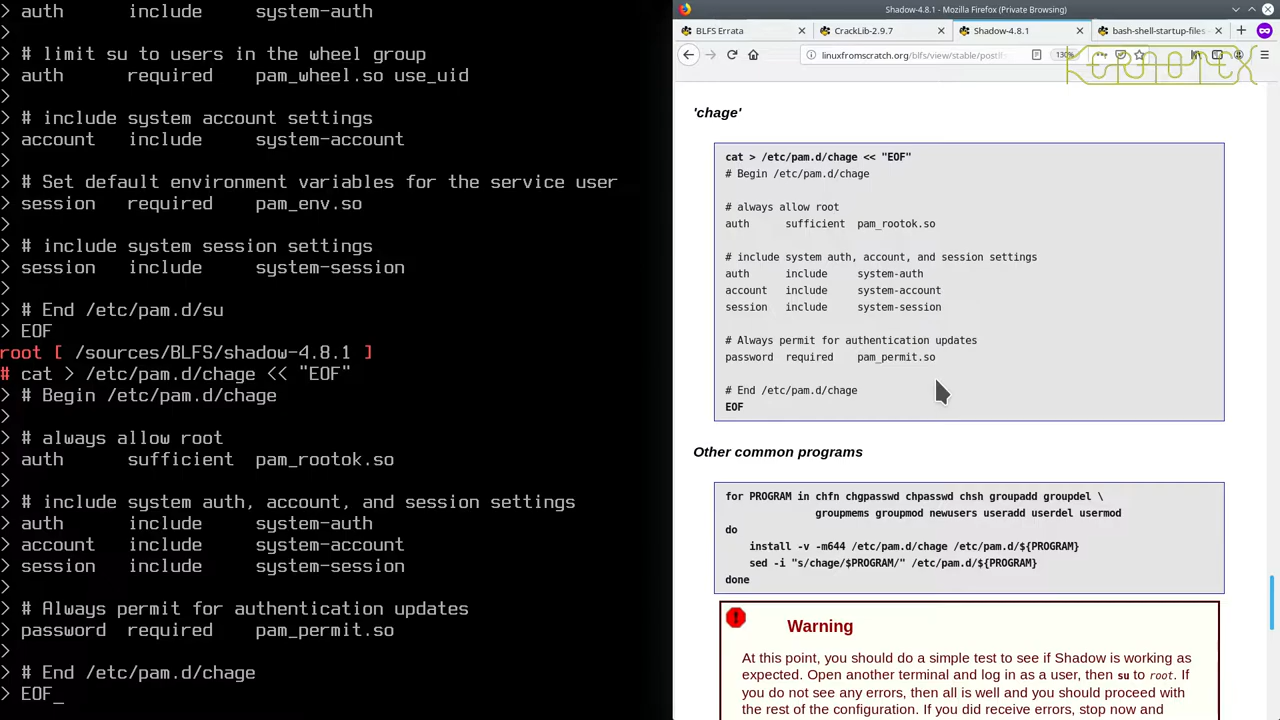 auth      include     system-auth
>
> # limit su to users in the wheel group
> auth      required    pam_wheel.so use_uid
>
> # include system account settings
> account   include     system-account
>
> # Set default environment variables for the service user
> session   required    pam_env.so
>
> # include system session settings
> session   include     system-session
>
> # End /etc/pam.d/su
> EOF
root [ /sources/BLFS/shadow-4.8.1 ]
# cat > /etc/pam.d/chage << "EOF"
> # Begin /etc/pam.d/chage
>
> # always allow root
> auth      sufficient  pam_rootok.so
>
> # include system auth, account, and session settings
> auth      include     system-auth
> account   include     system-account
> session   include     system-session
>
> # Always permit for authentication updates
> password  required    pam_permit.so
>
> # End /etc/pam.d/chage
> EOF_
Shadow-4.8.1 - Mozilla Firefox (Private Browsing)
BLFS Errata
CrackLib-2.9.7
Shadow-4.8.1
bash-shell-startup-files-
linuxfromscratch.org/blfs/view/stable/postlf
130%
KERNOTEX
'chage'
cat > /etc/pam.d/chage << "EOF"
# Begin /etc/pam.d/chage
# always allow root
auth      sufficient  pam_rootok.so
# include system auth, account, and session settings
auth      include     system-auth
account   include     system-account
session   include     system-session
# Always permit for authentication updates
password  required    pam_permit.so
# End /etc/pam.d/chage
EOF
Other common programs
for PROGRAM in chfn chgpasswd chpasswd chsh groupadd groupdel \
               groupmems groupmod newusers useradd userdel usermod
do
    install -v -m644 /etc/pam.d/chage /etc/pam.d/${PROGRAM}
    sed -i "s/chage/$PROGRAM/" /etc/pam.d/${PROGRAM}
done
Warning
At this point, you should do a simple test to see if Shadow is working as
expected. Open another terminal and log in as a user, then su to root. If
you do not see any errors, then all is well and you should proceed with
the rest of the configuration. If you did receive errors, stop now and